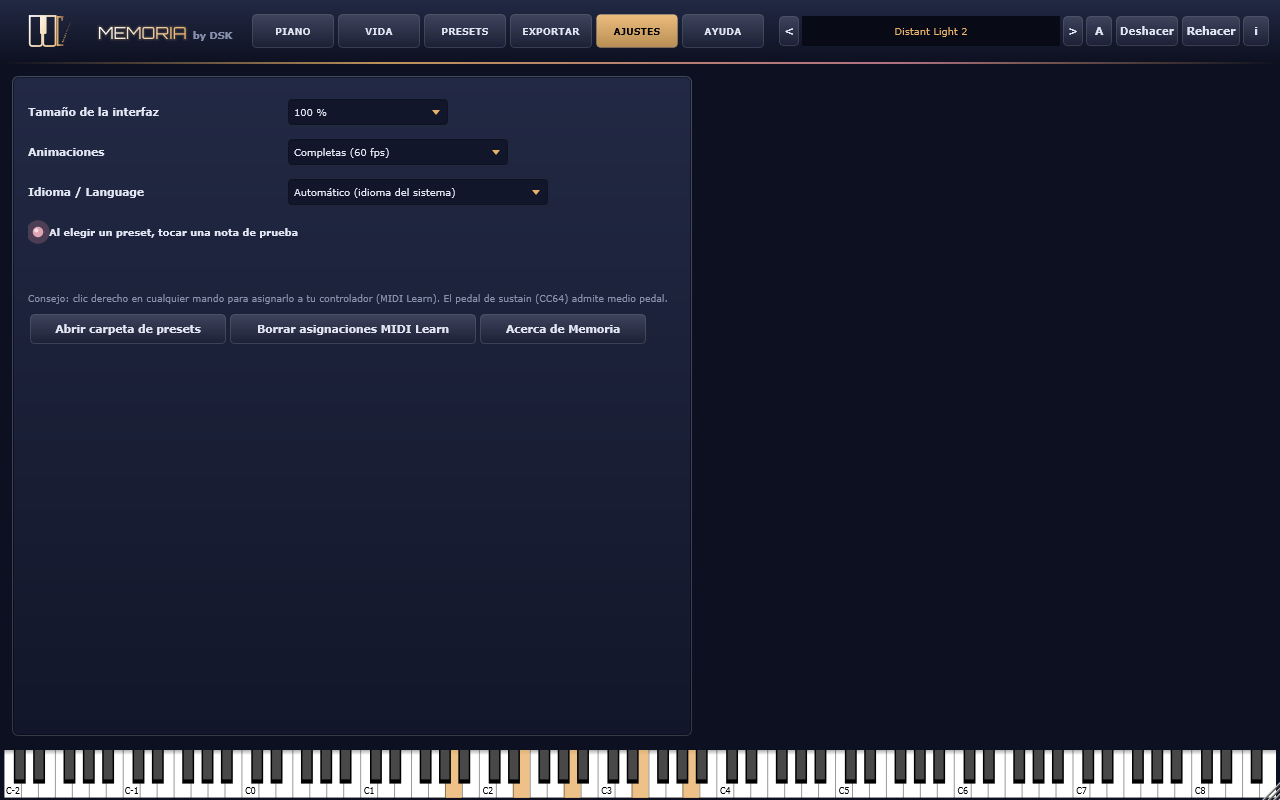 MEMORIA by DSK PIANO VIDA PRESETS EXPORTAR AJUSTES AYUDA < Distant Light 2 > A Deshacer Rehacer i
Tamaño de la interfaz 100 %
Animaciones Completas (60 fps)
Idioma / Language Automático (idioma del sistema)
Al elegir un preset, tocar una nota de prueba
Consejo: clic derecho en cualquier mando para asignarlo a tu controlador (MIDI Learn). El pedal de sustain (CC64) admite medio pedal.
Abrir carpeta de presets Borrar asignaciones MIDI Learn Acerca de Memoria
C-2 C-1 C0 C1 C2 C3 C4 C5 C6 C7 C8